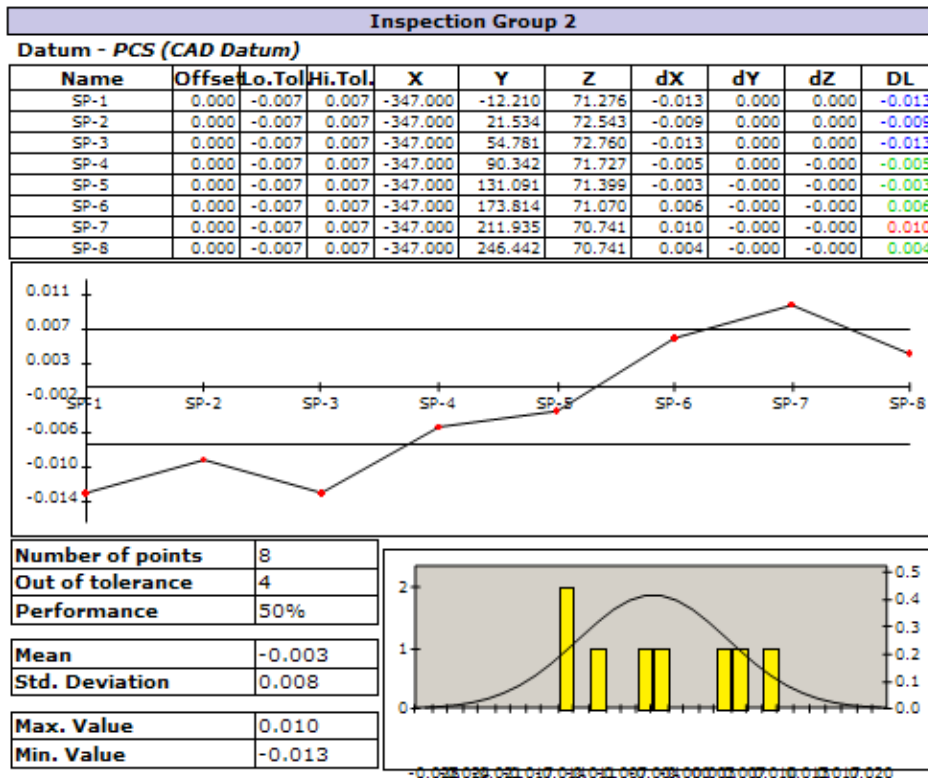 Inspection Group 2
Datum - PCS (CAD Datum)
Name Offset Lo.Tol. Hi.Tol. X Y Z dX dY dZ DL
SP-1 0.000 -0.007 0.007 -347.000 -12.210 71.276 -0.013 0.000 0.000 -0.013
SP-2 0.000 -0.007 0.007 -347.000 21.534 72.543 -0.009 0.000 0.000 -0.009
SP-3 0.000 -0.007 0.007 -347.000 54.781 72.760 -0.013 0.000 0.000 -0.013
SP-4 0.000 -0.007 0.007 -347.000 90.342 71.727 -0.005 0.000 0.000 -0.005
SP-5 0.000 -0.007 0.007 -347.000 131.091 71.399 -0.003 -0.000 -0.000 -0.003
SP-6 0.000 -0.007 0.007 -347.000 173.814 71.070 0.006 -0.000 -0.000 0.006
SP-7 0.000 -0.007 0.007 -347.000 211.935 70.741 0.010 -0.000 -0.000 0.010
SP-8 0.000 -0.007 0.007 -347.000 246.442 70.741 0.004 -0.000 -0.000 0.004
0.011
0.007
0.003
-0.002
SP-1 SP-2 SP-3 SP-4 SP-5 SP-6 SP-7 SP-8
-0.006
-0.010
-0.014
Number of points 8
Out of tolerance 4
Performance 50%
Mean -0.003
Std. Deviation 0.008
Max. Value 0.010
Min. Value -0.013
2 0.5
0.4
1 0.3
0.2
0.1
0 0.0